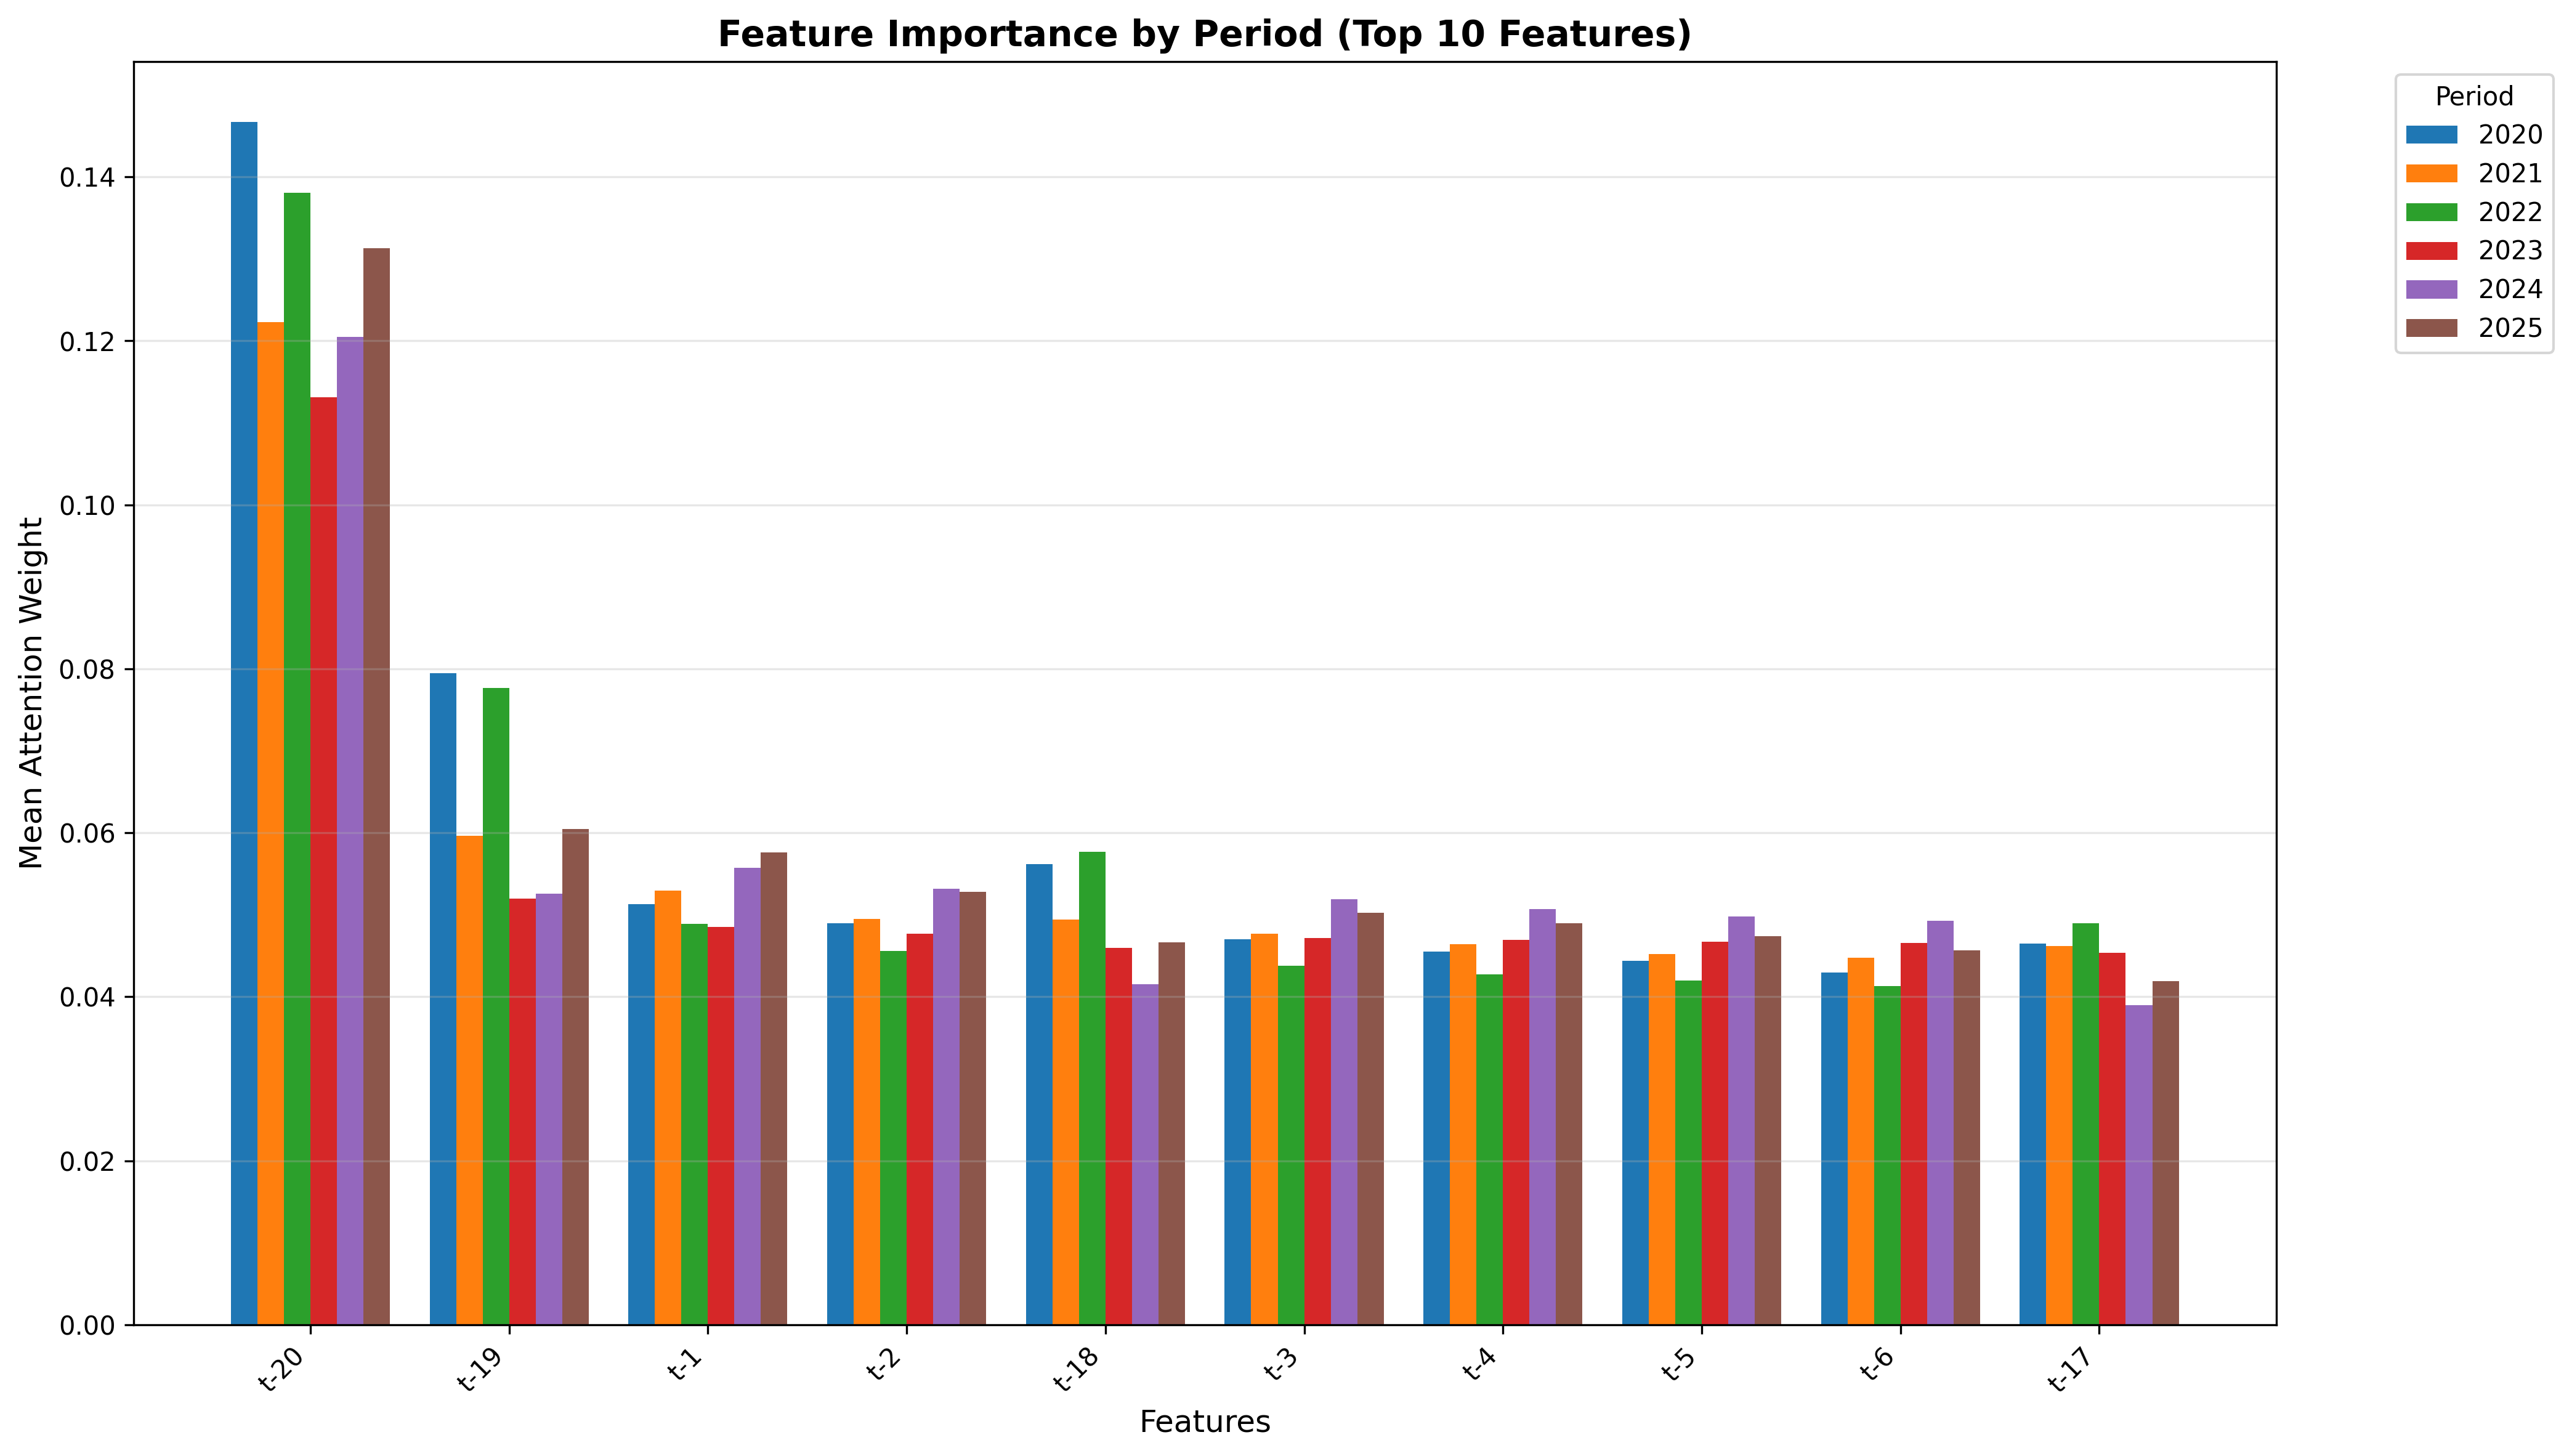 Feature Importance by Period (Top 10 Features)
Period
2020
2021
2022
2023
2024
2025
Mean Attention Weight
0.14
0.12
0.10
0.08
0.06
0.04
0.02
0.00
t-20
t-19
t-1
t-2
t-18
t-3
t-4
t-5
t-6
t-17
Features